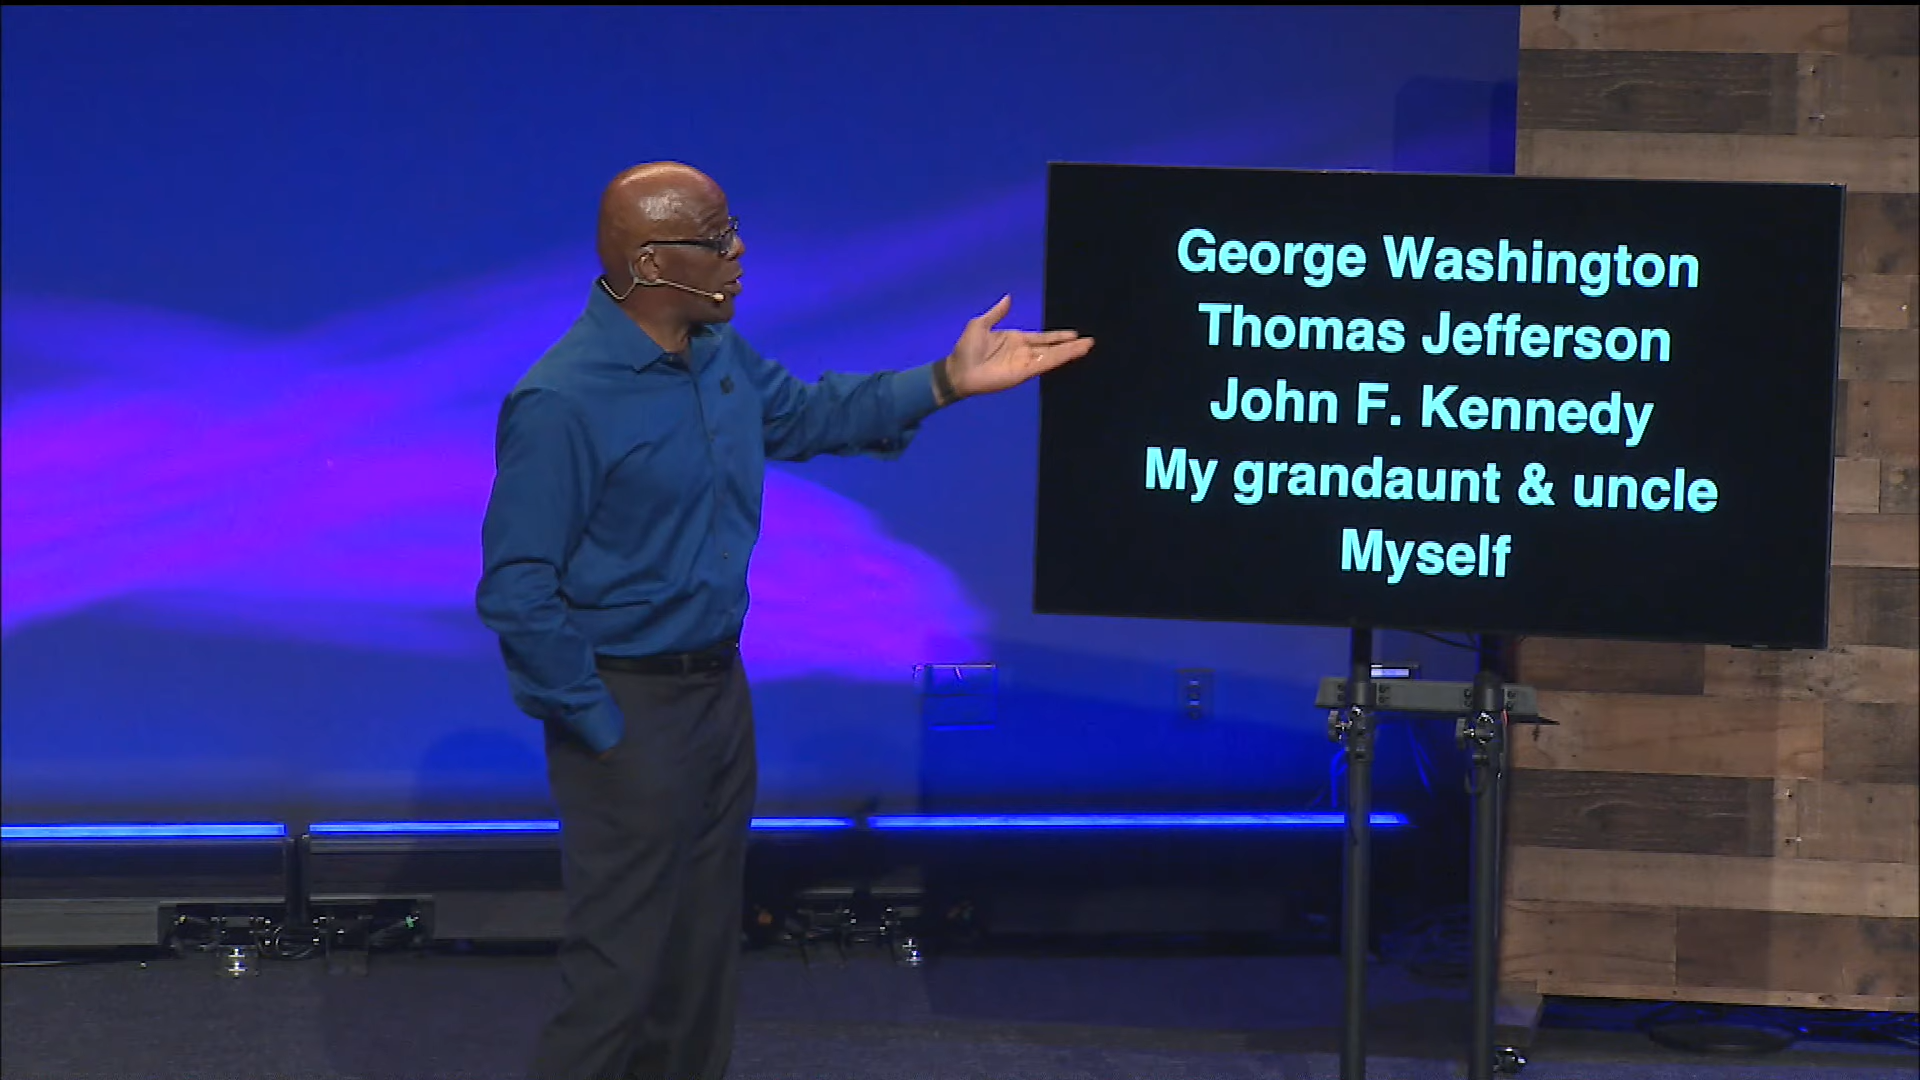 George Washington
Thomas Jefferson
John F. Kennedy
My grandaunt & uncle
Myself